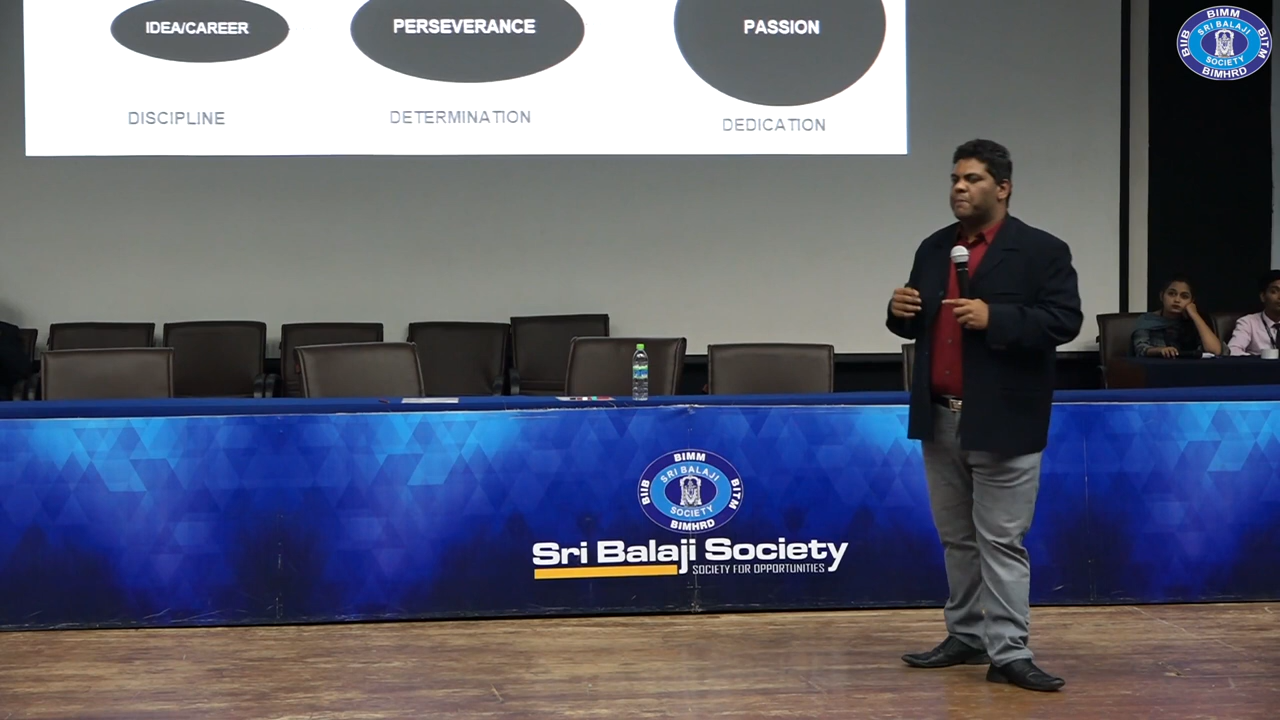 IDEA/CAREER
PERSEVERANCE
PASSION
DISCIPLINE
DETERMINATION
DEDICATION
BIMM
BIIB
SRI BALAJI
SOCIETY
BITM
BIMHRD
BIMM
BIIB
SRI BALAJI
SOCIETY
BITM
BIMHRD
Sri Balaji Society
SOCIETY FOR OPPORTUNITIES